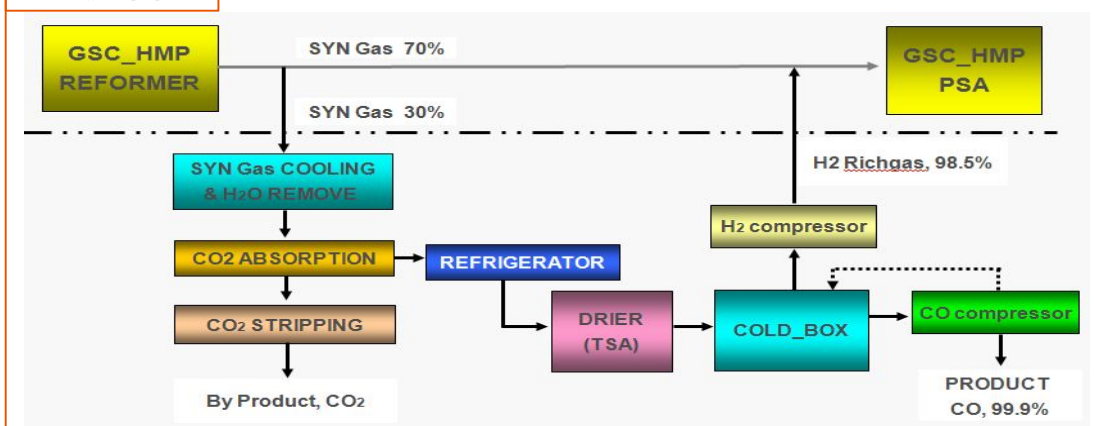 GSC_HMP
REFORMER
SYN Gas 70%
GSC_HMP
PSA
SYN Gas 30%
SYN Gas COOLING
& H2O REMOVE
H2 Richgas, 98.5%
H2 compressor
CO2 ABSORPTION
REFRIGERATOR
CO2 STRIPPING
DRIER
(TSA)
COLD_BOX
CO compressor
By Product, CO2
PRODUCT
CO, 99.9%